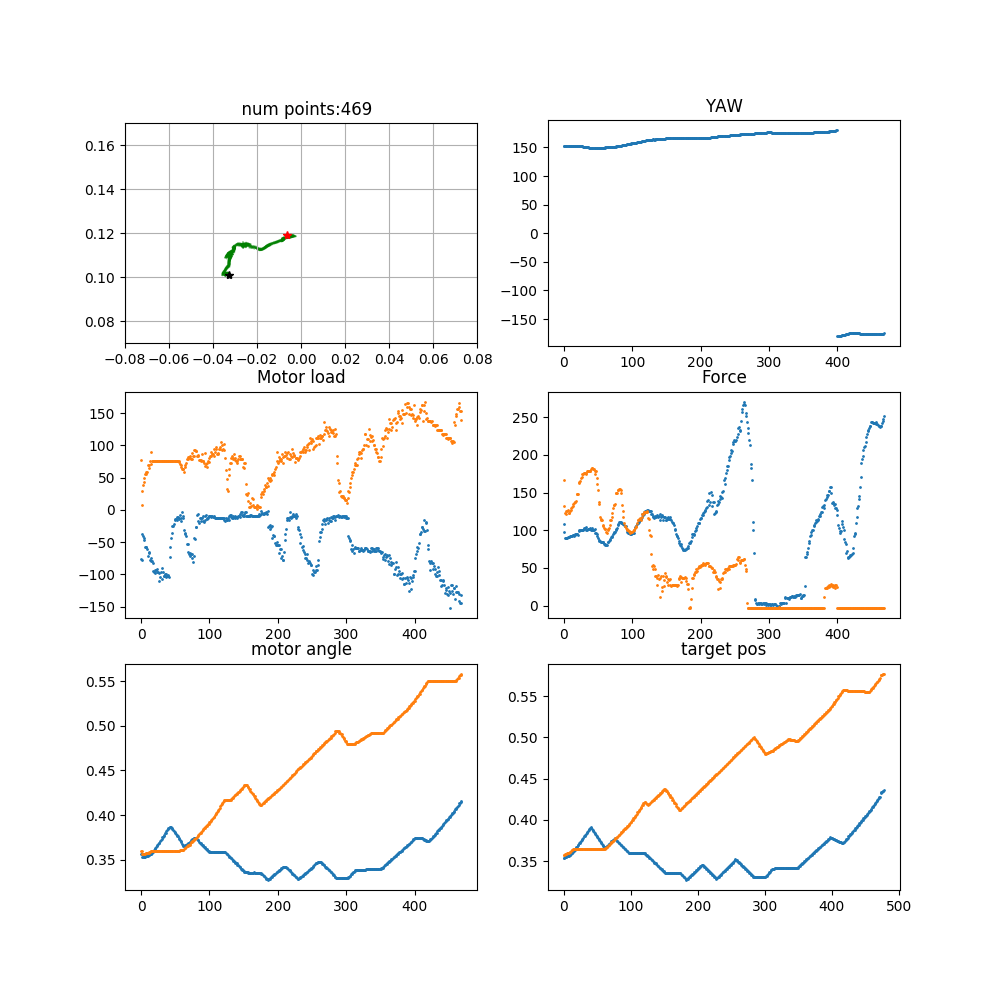 num points:469
YAW
0.16
0.14
0.12
0.10
0.08
−0.08 −0.06 −0.04 −0.02 0.00 0.02 0.04 0.06 0.08
150
100
50
0
−50
−100
−150
0 100 200 300 400
Motor load
Force
150
100
50
0
−50
−100
−150
0 100 200 300 400
250
200
150
100
50
0
0 100 200 300 400
motor angle
target pos
0.55
0.50
0.45
0.40
0.35
0 100 200 300 400
0.55
0.50
0.45
0.40
0.35
0 100 200 300 400 500